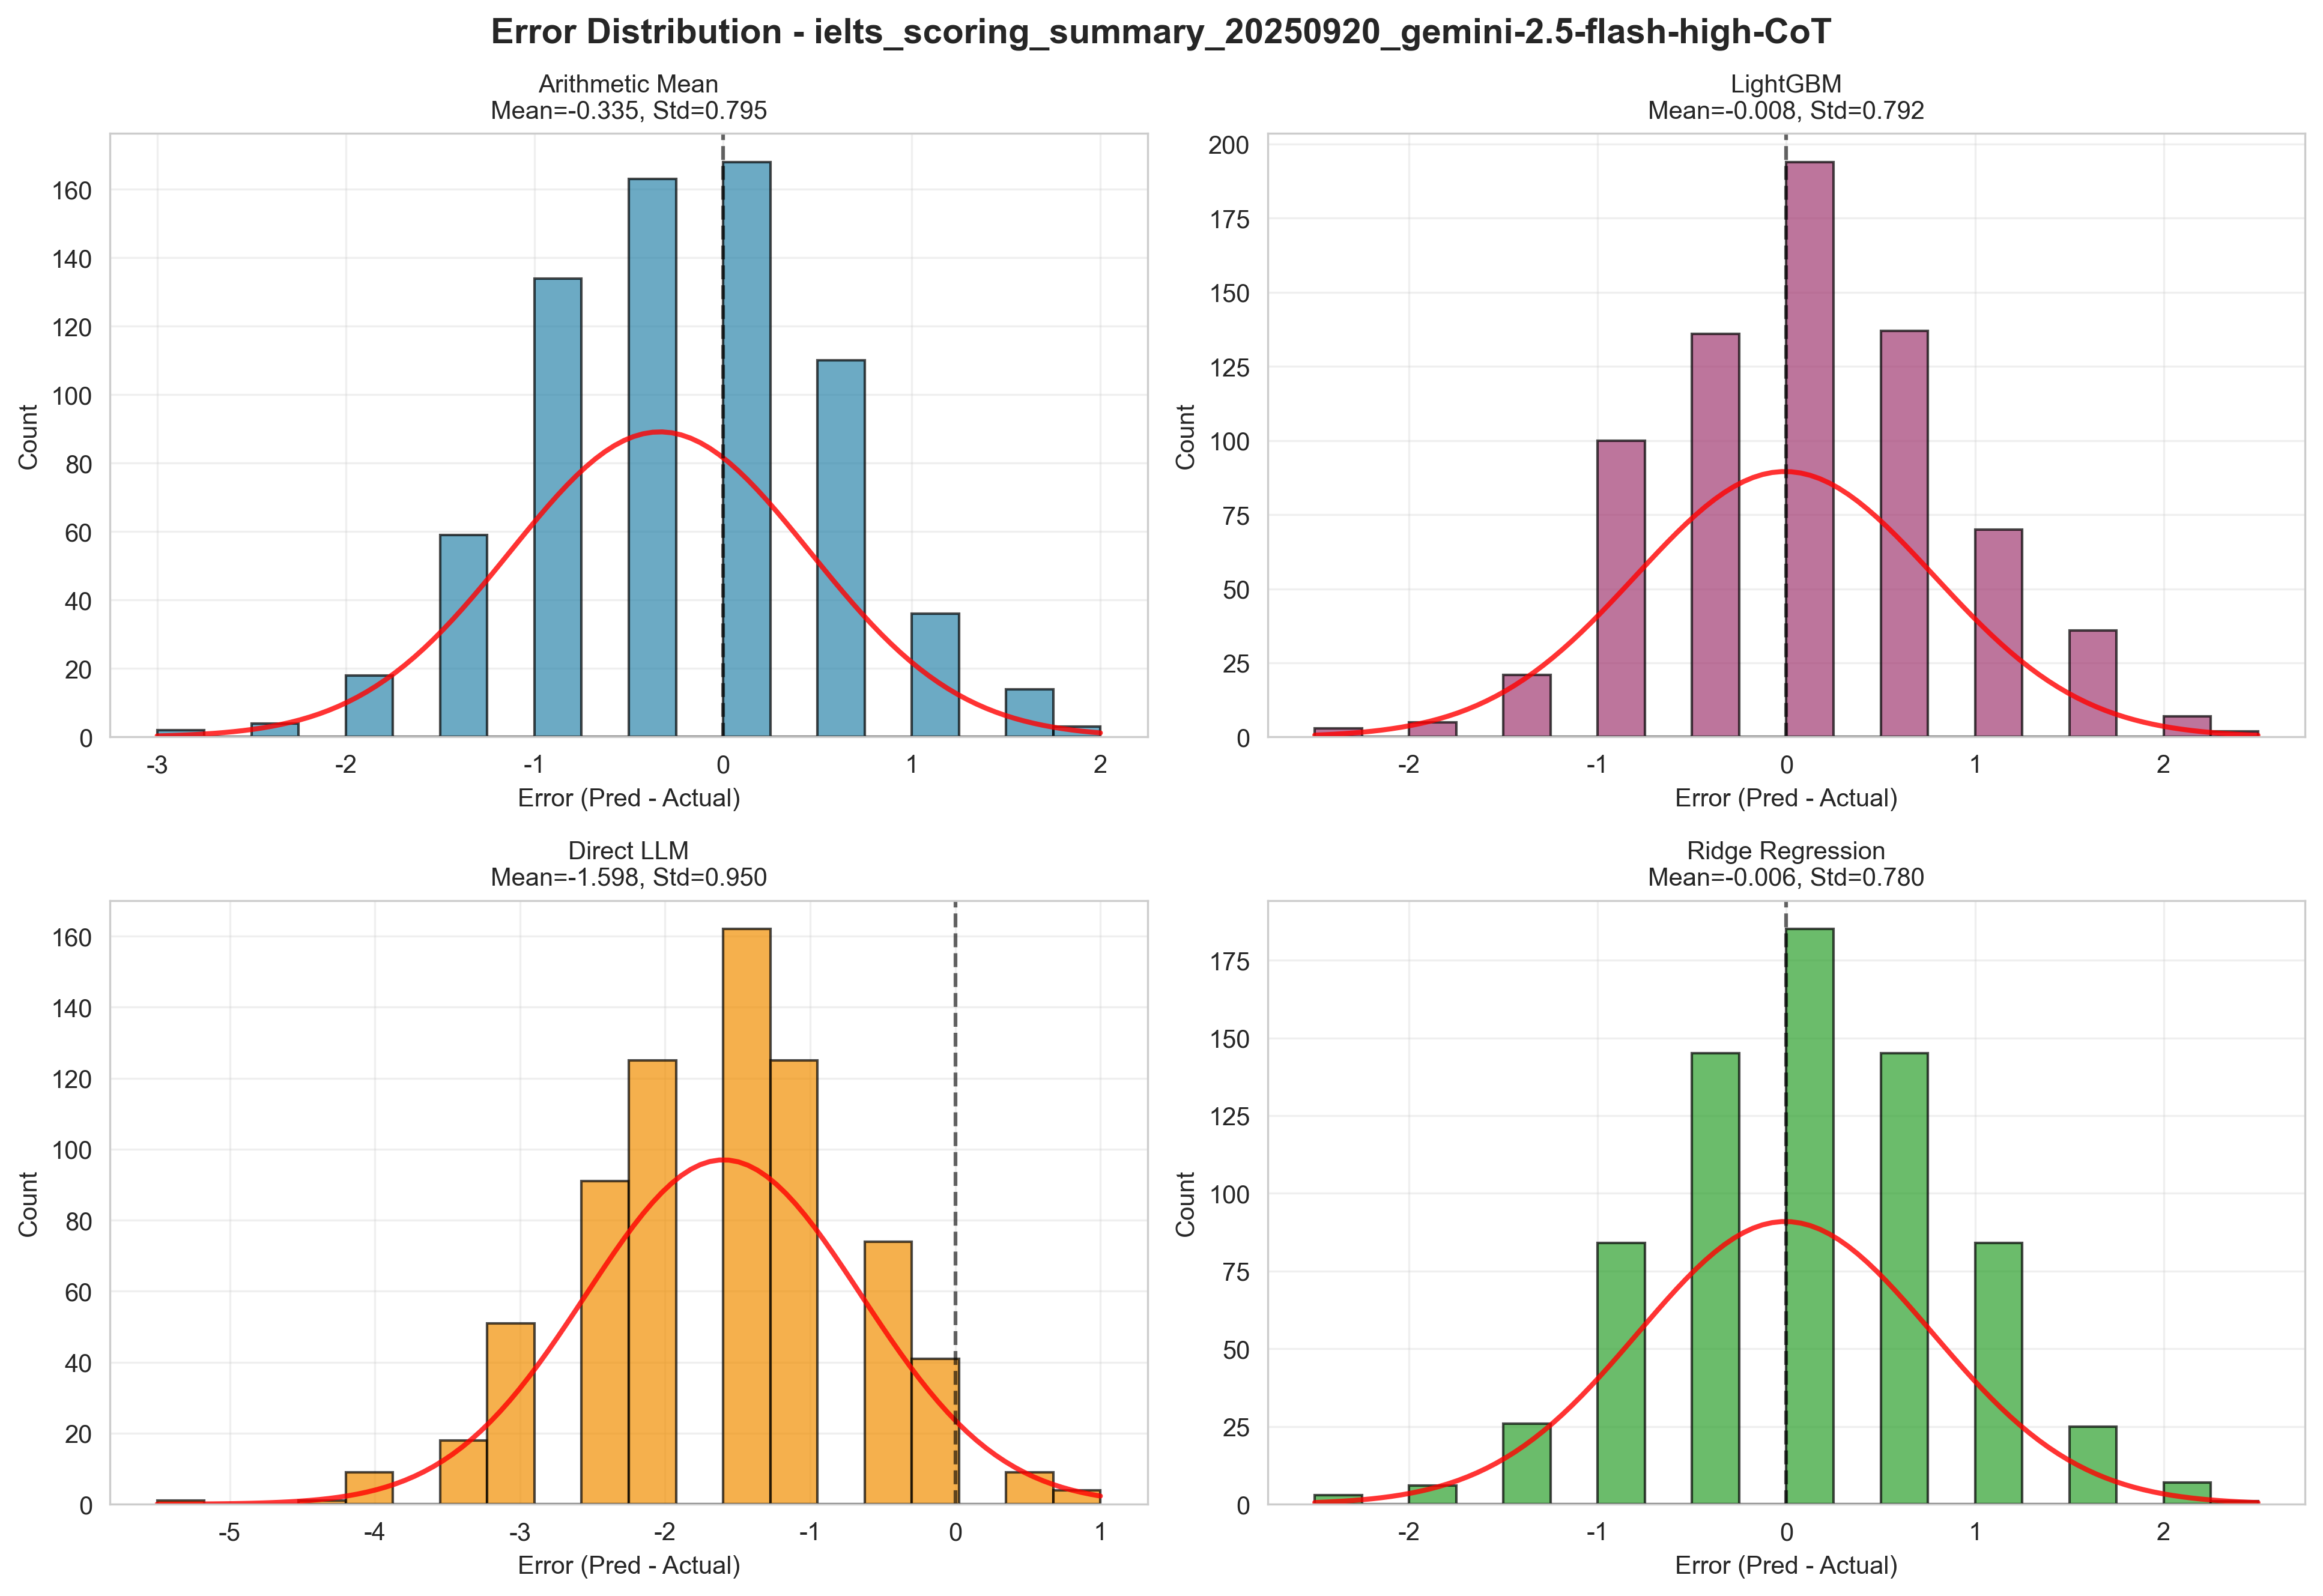 Error Distribution - ielts_scoring_summary_20250920_gemini-2.5-flash-high-CoT
Arithmetic Mean
Mean=-0.335, Std=0.795
160
140
120
100
80
60
40
20
0
Count
-3 -2 -1 0 1 2
Error (Pred - Actual)
LightGBM
Mean=-0.008, Std=0.792
200
175
150
125
100
75
50
25
0
Count
-2 -1 0 1 2
Error (Pred - Actual)
Direct LLM
Mean=-1.598, Std=0.950
160
140
120
100
80
60
40
20
0
Count
-5 -4 -3 -2 -1 0 1
Error (Pred - Actual)
Ridge Regression
Mean=-0.006, Std=0.780
175
150
125
100
75
50
25
0
Count
-2 -1 0 1 2
Error (Pred - Actual)